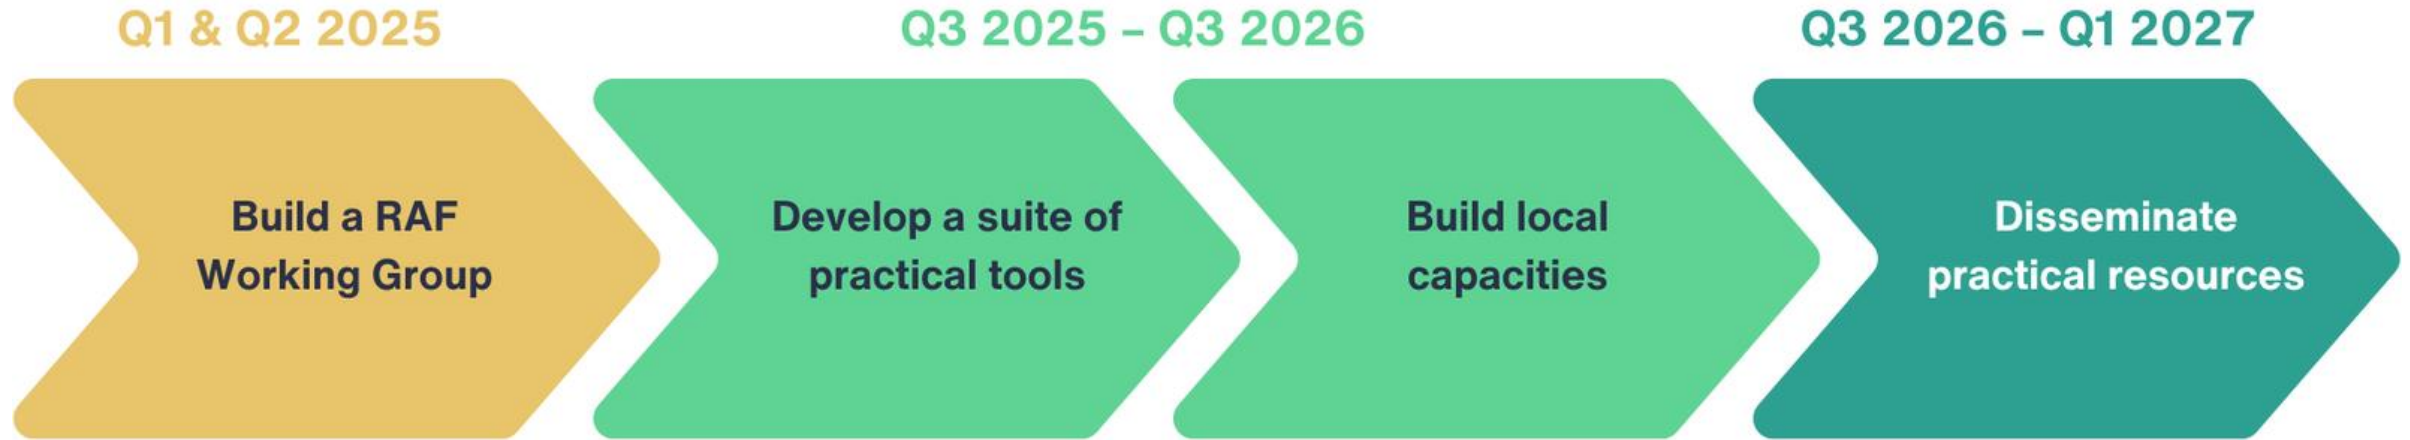 Q1 & Q2 2025
Q3 2025 – Q3 2026
Q3 2026 – Q1 2027
Build a RAF
Working Group
Develop a suite of
practical tools
Build local
capacities
Disseminate
practical resources